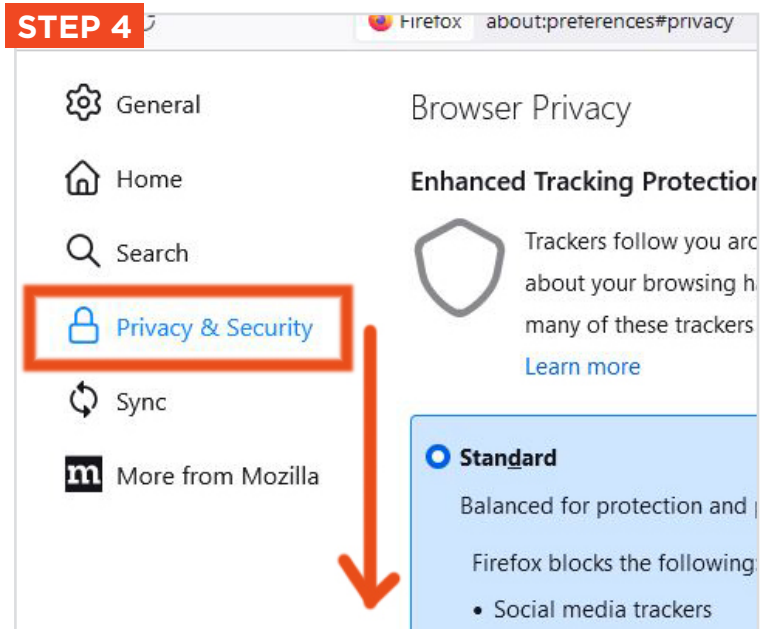 STEP 4
Firefox about:preferences#privacy
General
Home
Search
Privacy & Security
Sync
m More from Mozilla
Browser Privacy
Enhanced Tracking Protection
Trackers follow you
about your browsing
many of these trackers
Learn more
Standard
Balanced for protection and
Firefox blocks the following:
• Social media trackers